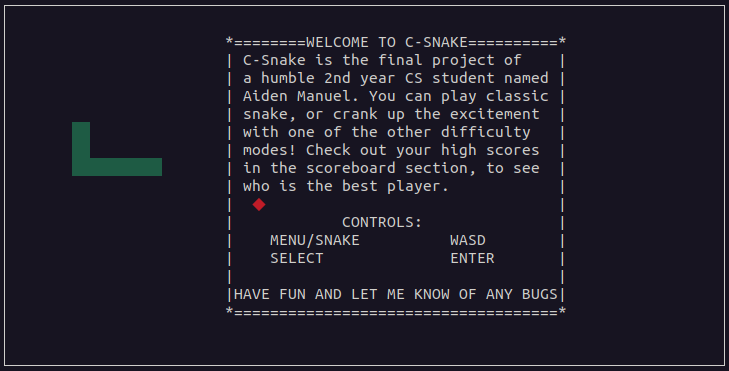 *========WELCOME TO C-SNAKE==========*
| C-Snake is the final project of    |
| a humble 2nd year CS student named |
| Aiden Manuel. You can play classic |
| snake, or crank up the excitement  |
| with one of the other difficulty   |
| modes! Check out your high scores  |
| in the scoreboard section, to see  |
| who is the best player.            |
|  ◆                                 |
|            CONTROLS:               |
|    MENU/SNAKE          WASD        |
|    SELECT              ENTER       |
|                                    |
|HAVE FUN AND LET ME KNOW OF ANY BUGS|
*====================================*